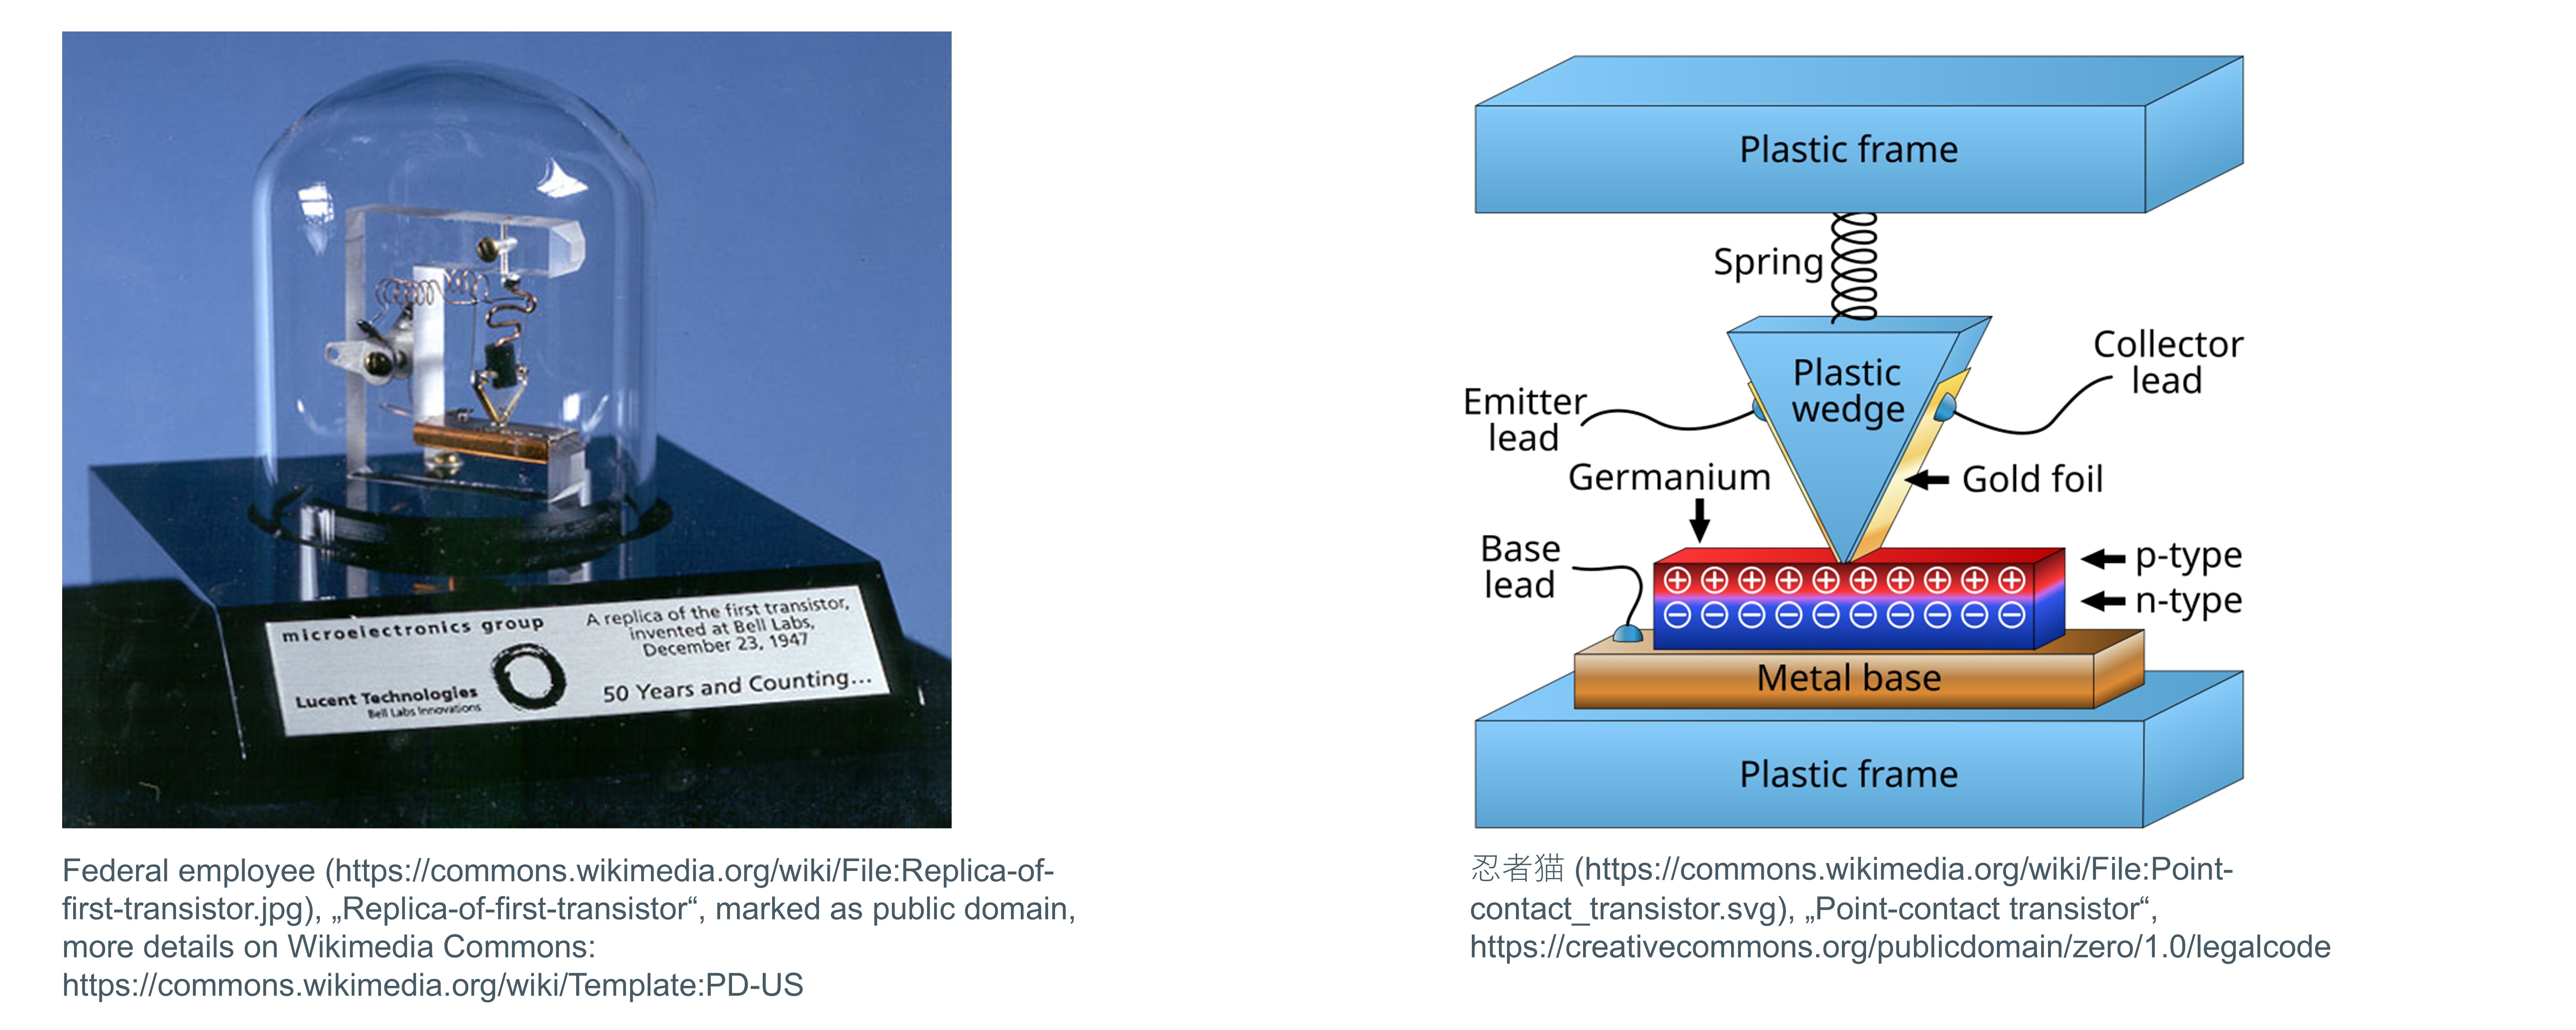 microelectronics group
Lucent Technologies
Bell Labs Innovations
A replica of the first transistor,
invented at Bell Labs,
December 23, 1947
50 Years and Counting...
Federal employee (https://commons.wikimedia.org/wiki/File:Replica-of-
first-transistor.jpg), „Replica-of-first-transistor“, marked as public domain,
more details on Wikimedia Commons:
https://commons.wikimedia.org/wiki/Template:PD-US
Plastic frame
Spring
Plastic
wedge
Collector
lead
Emitter
lead
Germanium
Gold foil
Base
lead
p-type
n-type
Metal base
Plastic frame
忍者猫 (https://commons.wikimedia.org/wiki/File:Point-
contact_transistor.svg), „Point-contact transistor“,
https://creativecommons.org/publicdomain/zero/1.0/legalcode